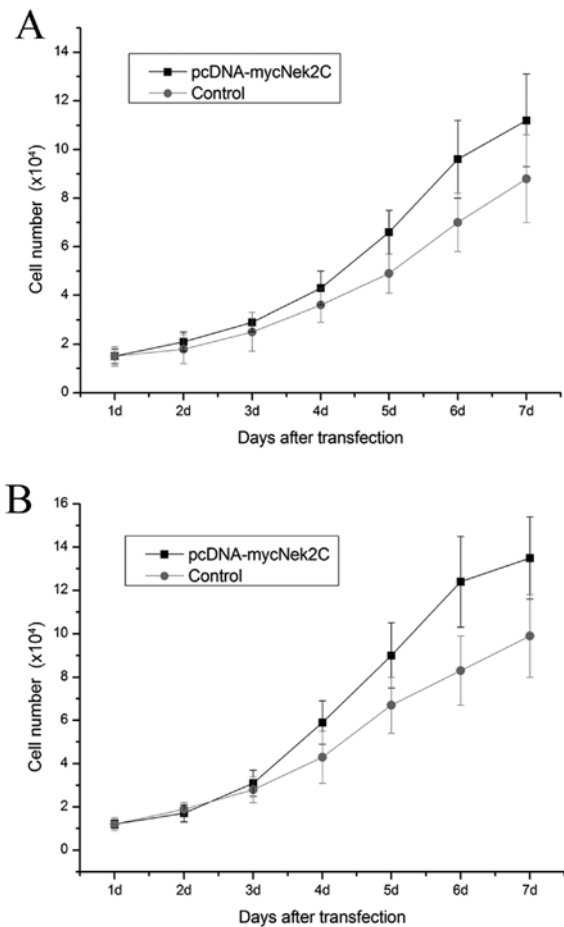 A
14
12
10
8
6
4
2
0
Cell number (x10⁴)
pcDNA-mycNek2C
Control
1d 2d 3d 4d 5d 6d 7d
Days after transfection
B
16
14
12
10
8
6
4
2
0
Cell number (x10⁴)
pcDNA-mycNek2C
Control
1d 2d 3d 4d 5d 6d 7d
Days after transfection